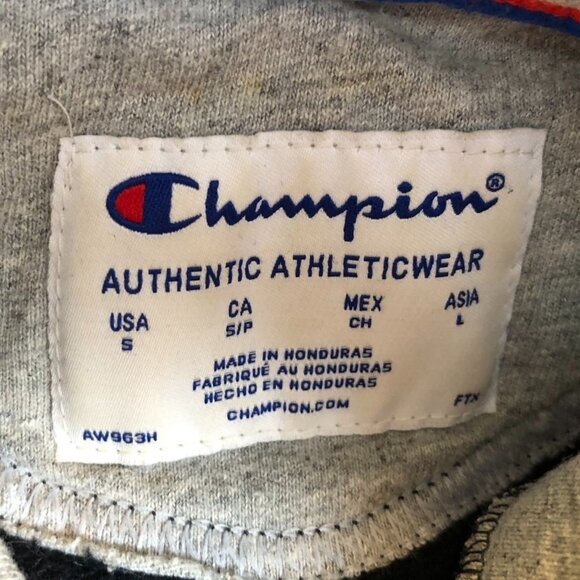 Champion®
AUTHENTIC ATHLETICWEAR
USA CA MEX ASIA
S S/P CH L
MADE IN HONDURAS
FABRIQUÉ AU HONDURAS
HECHO EN HONDURAS
CHAMPION.COM
AW963H FTX